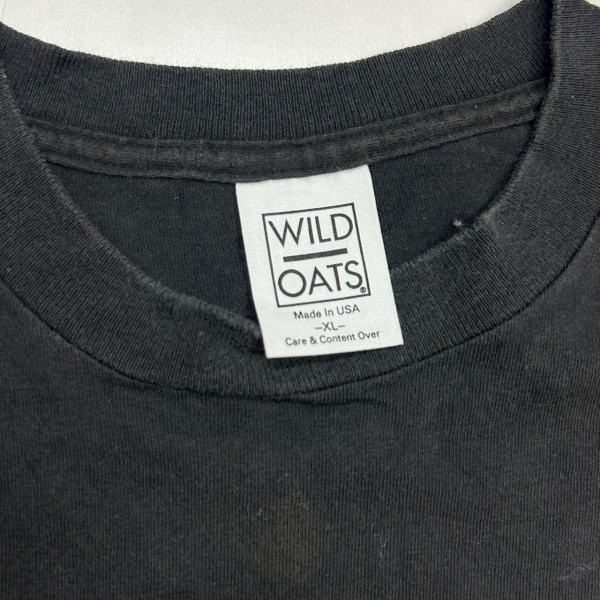 WILD
OATS®
Made In USA
-XL-
Care & Content Over